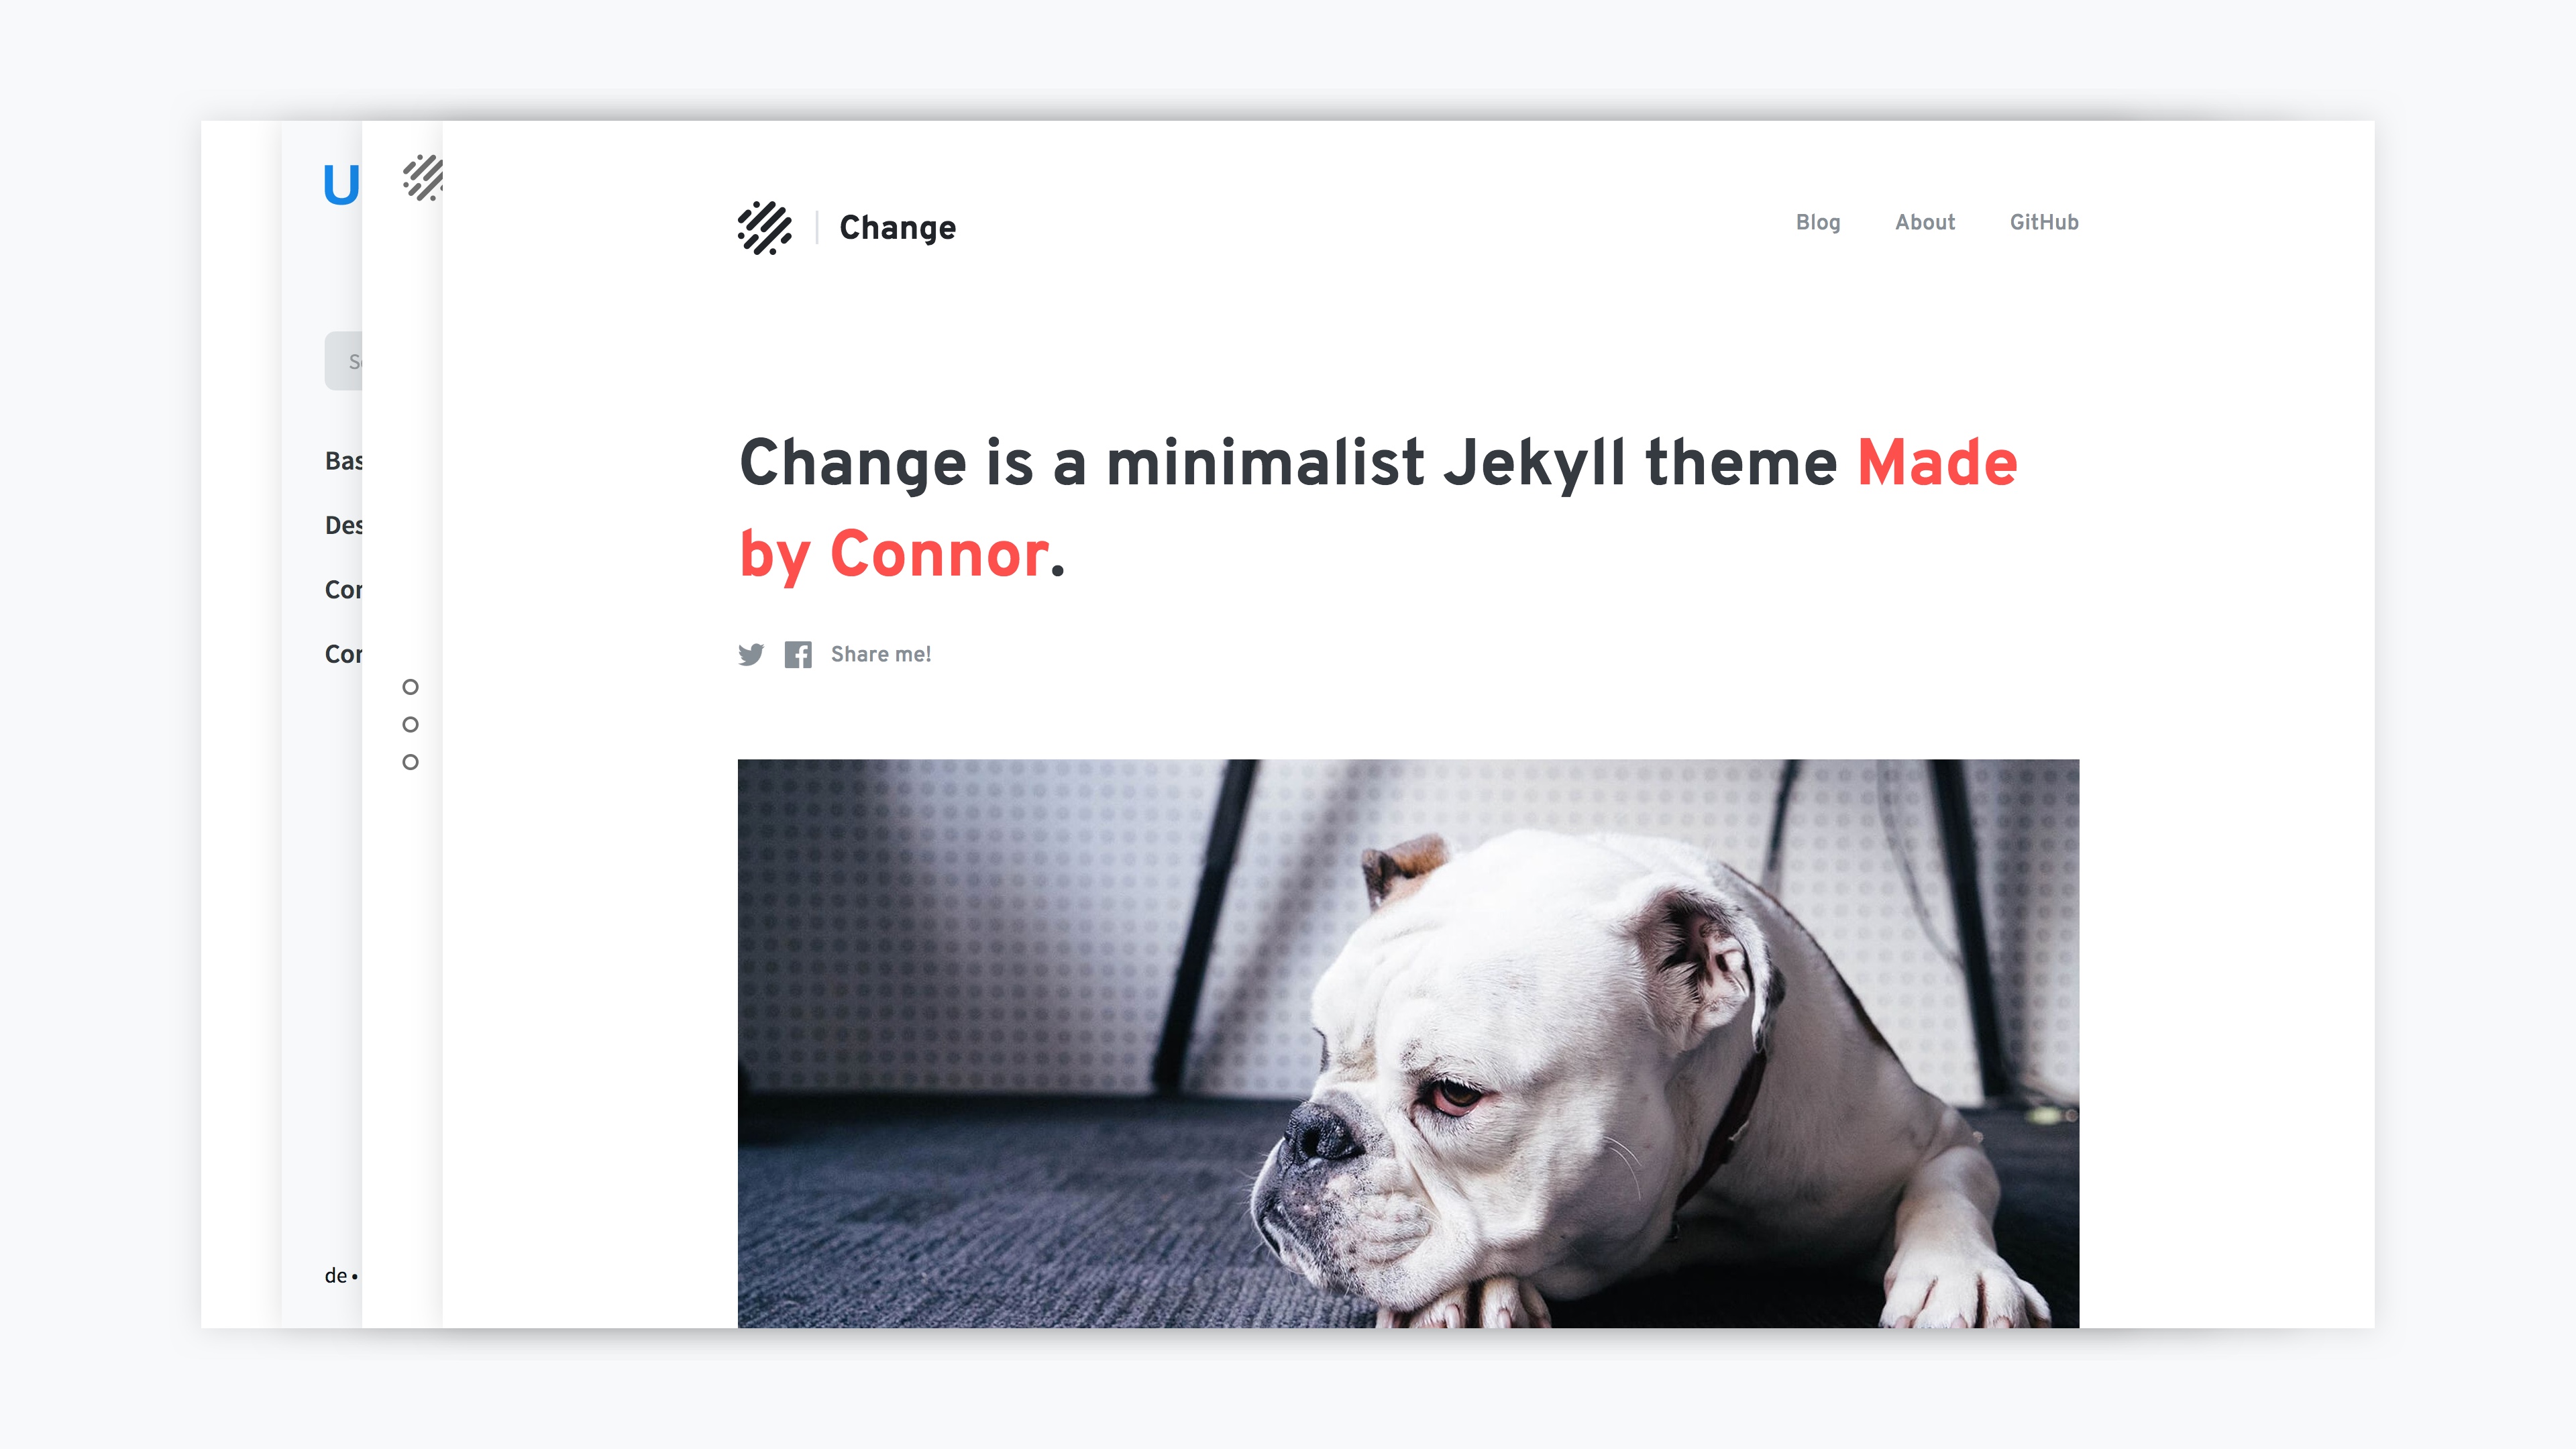 Change
Blog
About
GitHub
Change is a minimalist Jekyll theme Made
by Connor.
Share me!
U
Bas
Des
Cor
Cor
de •